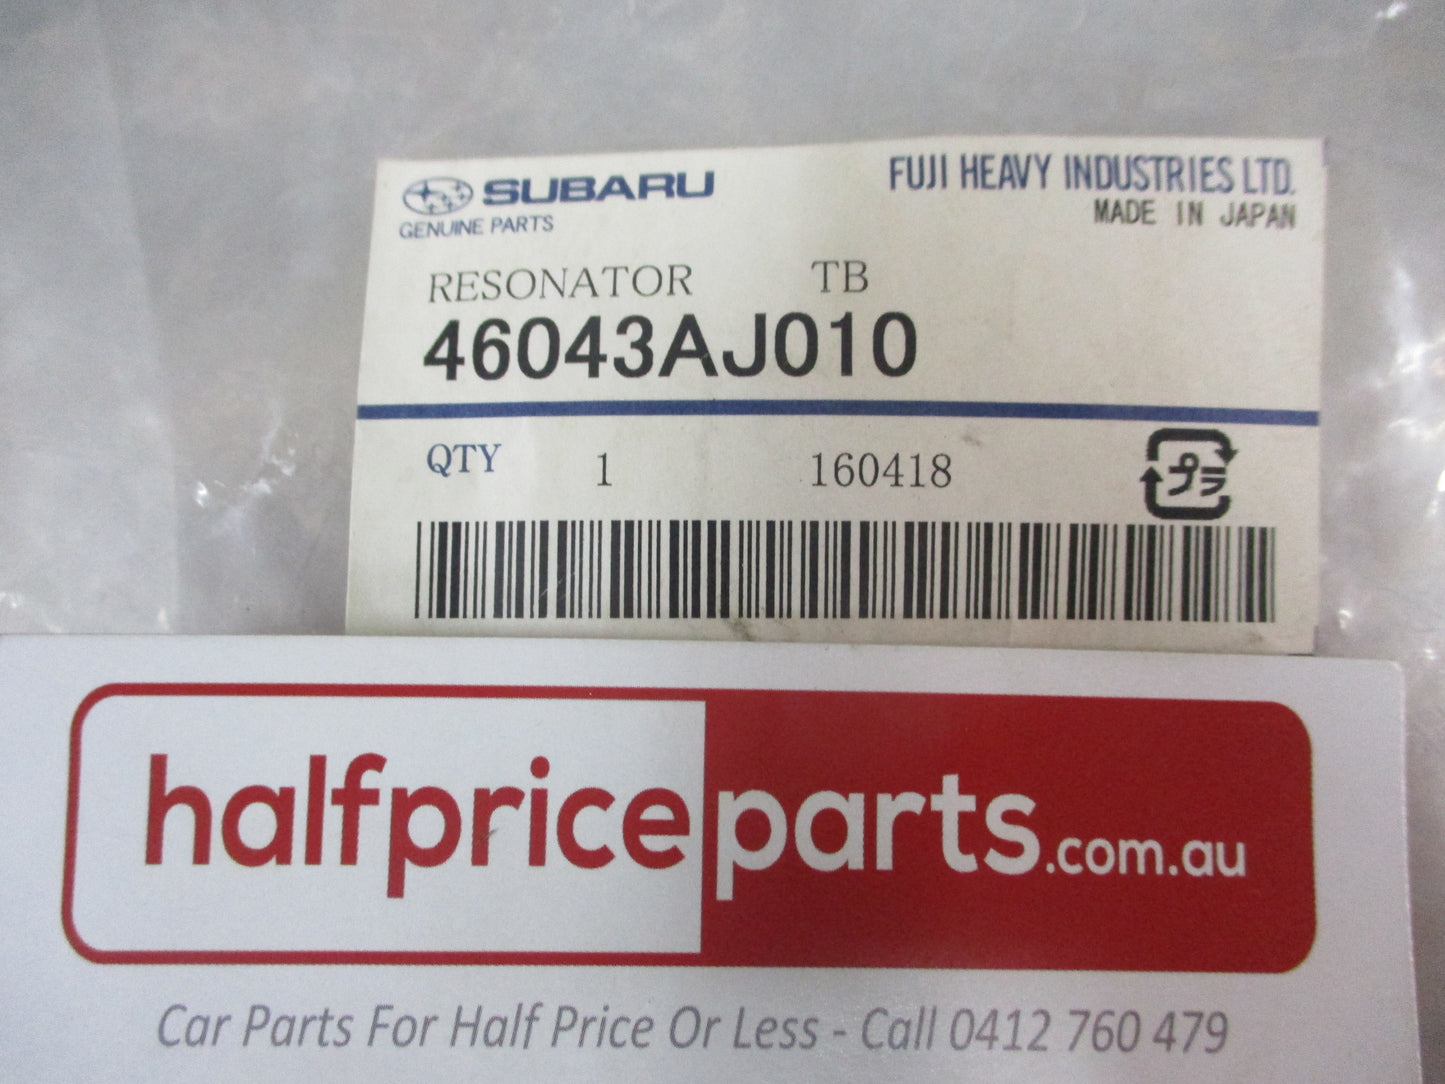 SUBARU
GENUINE PARTS
FUJI HEAVY INDUSTRIES LTD.
MADE IN JAPAN
RESONATOR TB
46043AJ010
QTY 1 160418
プラ
halfpriceparts.com.au
Car Parts For Half Price Or Less - Call 0412 760 479